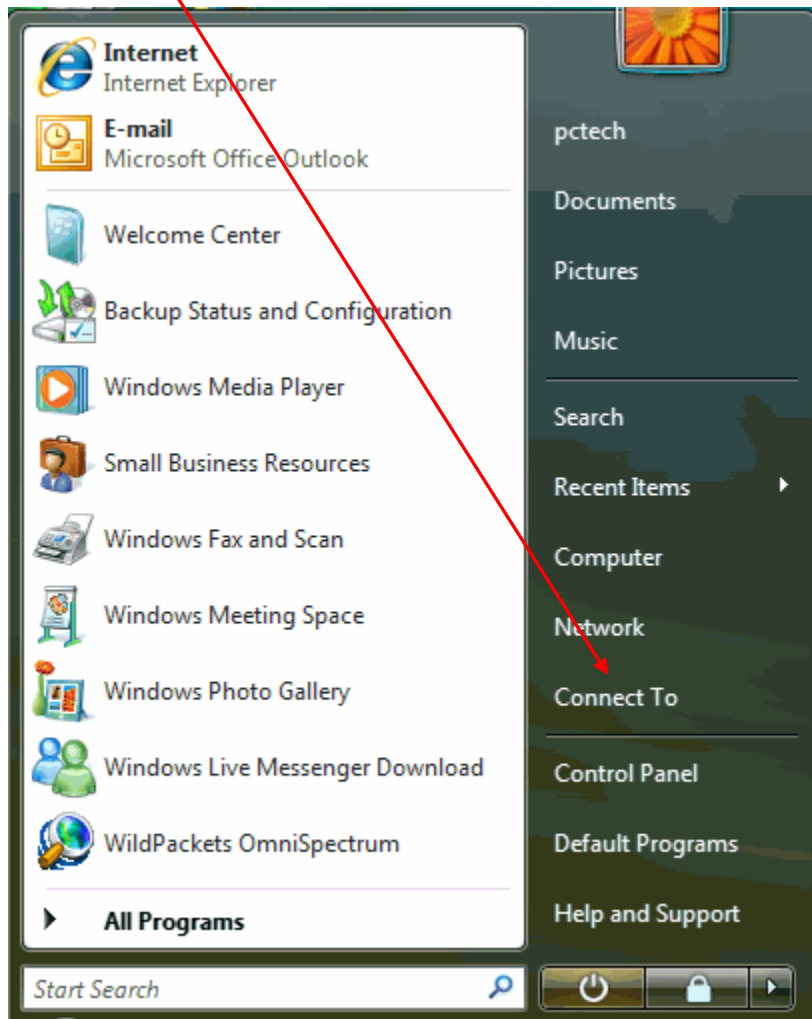 Internet
Internet Explorer
E-mail
Microsoft Office Outlook
Welcome Center
Backup Status and Configuration
Windows Media Player
Small Business Resources
Windows Fax and Scan
Windows Meeting Space
Windows Photo Gallery
Windows Live Messenger Download
WildPackets OmniSpectrum
All Programs
Start Search
pctech
Documents
Pictures
Music
Search
Recent Items
Computer
Network
Connect To
Control Panel
Default Programs
Help and Support